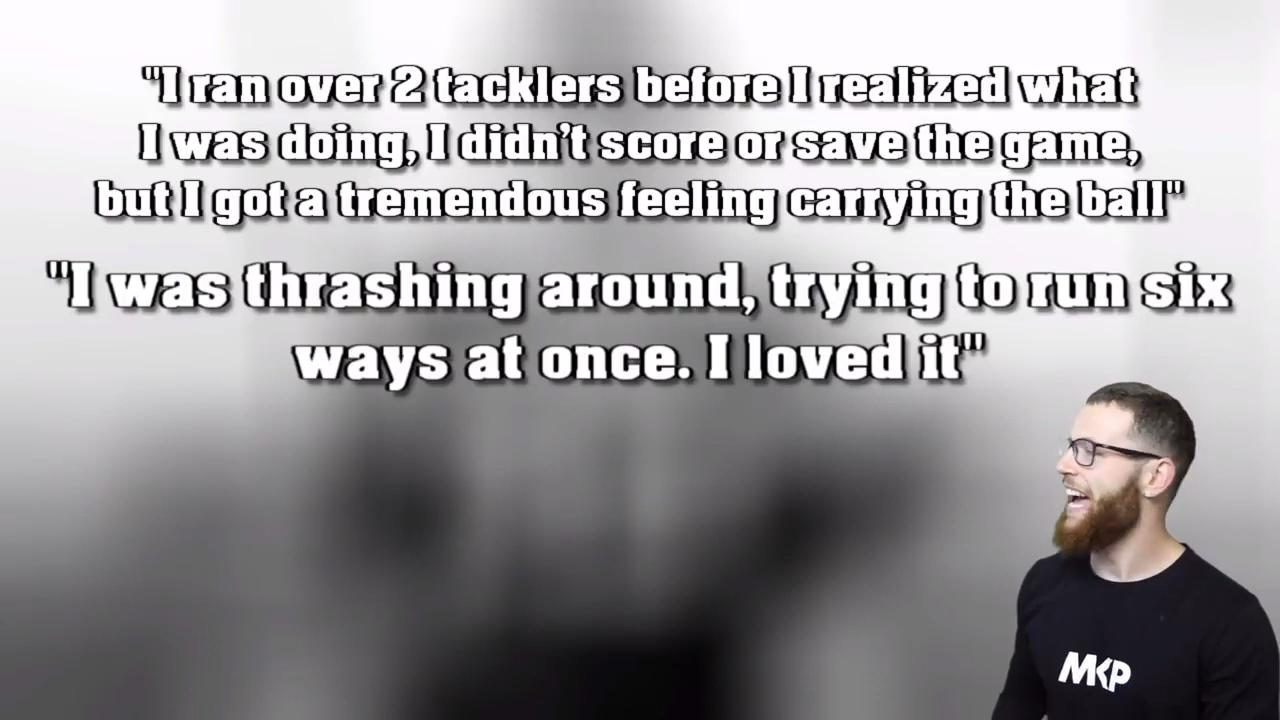 "I ran over 2 tacklers before I realized what
I was doing, I didn't score or save the game,
but I got a tremendous feeling carrying the ball"
"I was thrashing around, trying to run six
ways at once. I loved it"
MKP